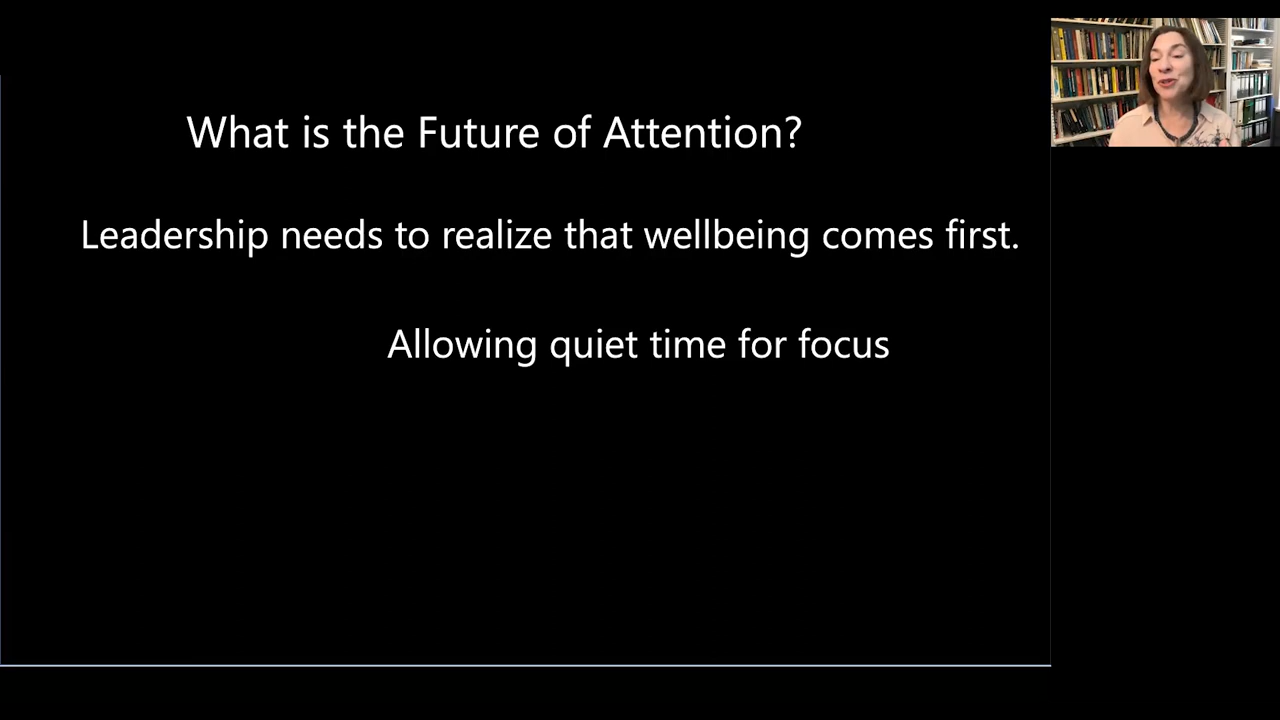 What is the Future of Attention?
Leadership needs to realize that wellbeing comes first.
Allowing quiet time for focus